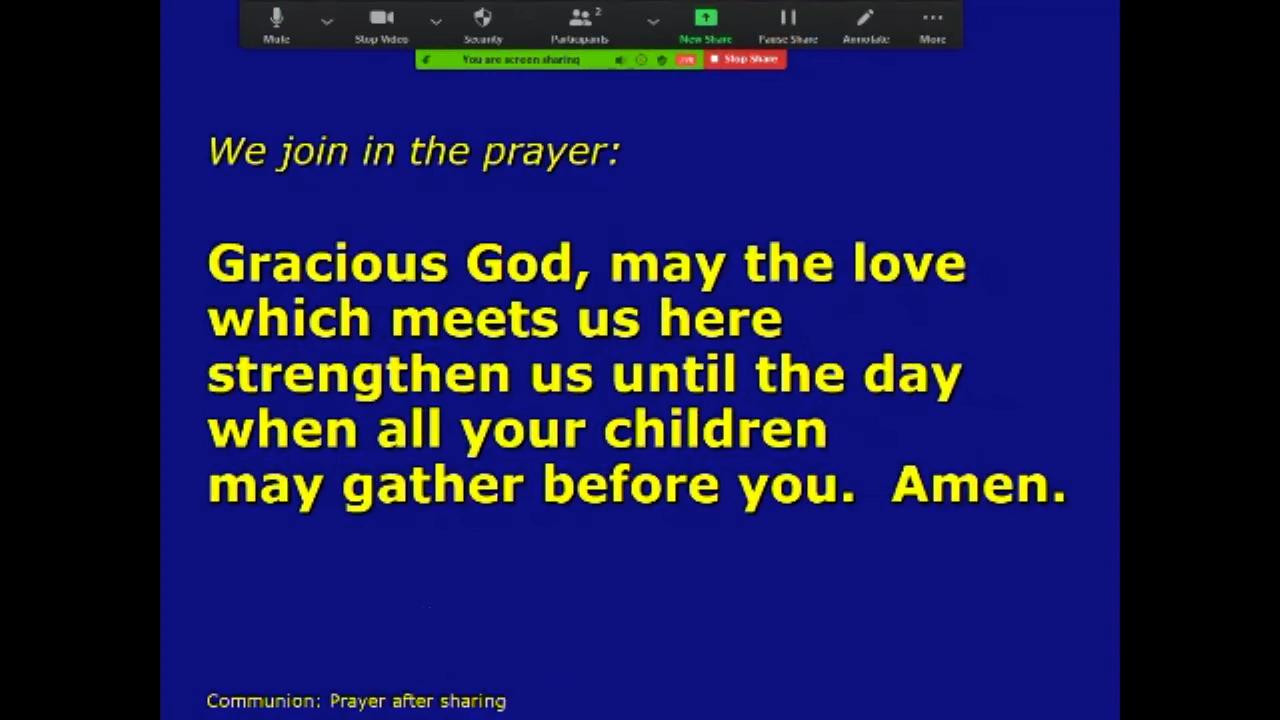 Mute Stop Video Security Participants 2 New Share Pause Share Annotate More
You are screen sharing LIVE Stop Share
We join in the prayer:
Gracious God, may the love
which meets us here
strengthen us until the day
when all your children
may gather before you. Amen.
Communion: Prayer after sharing